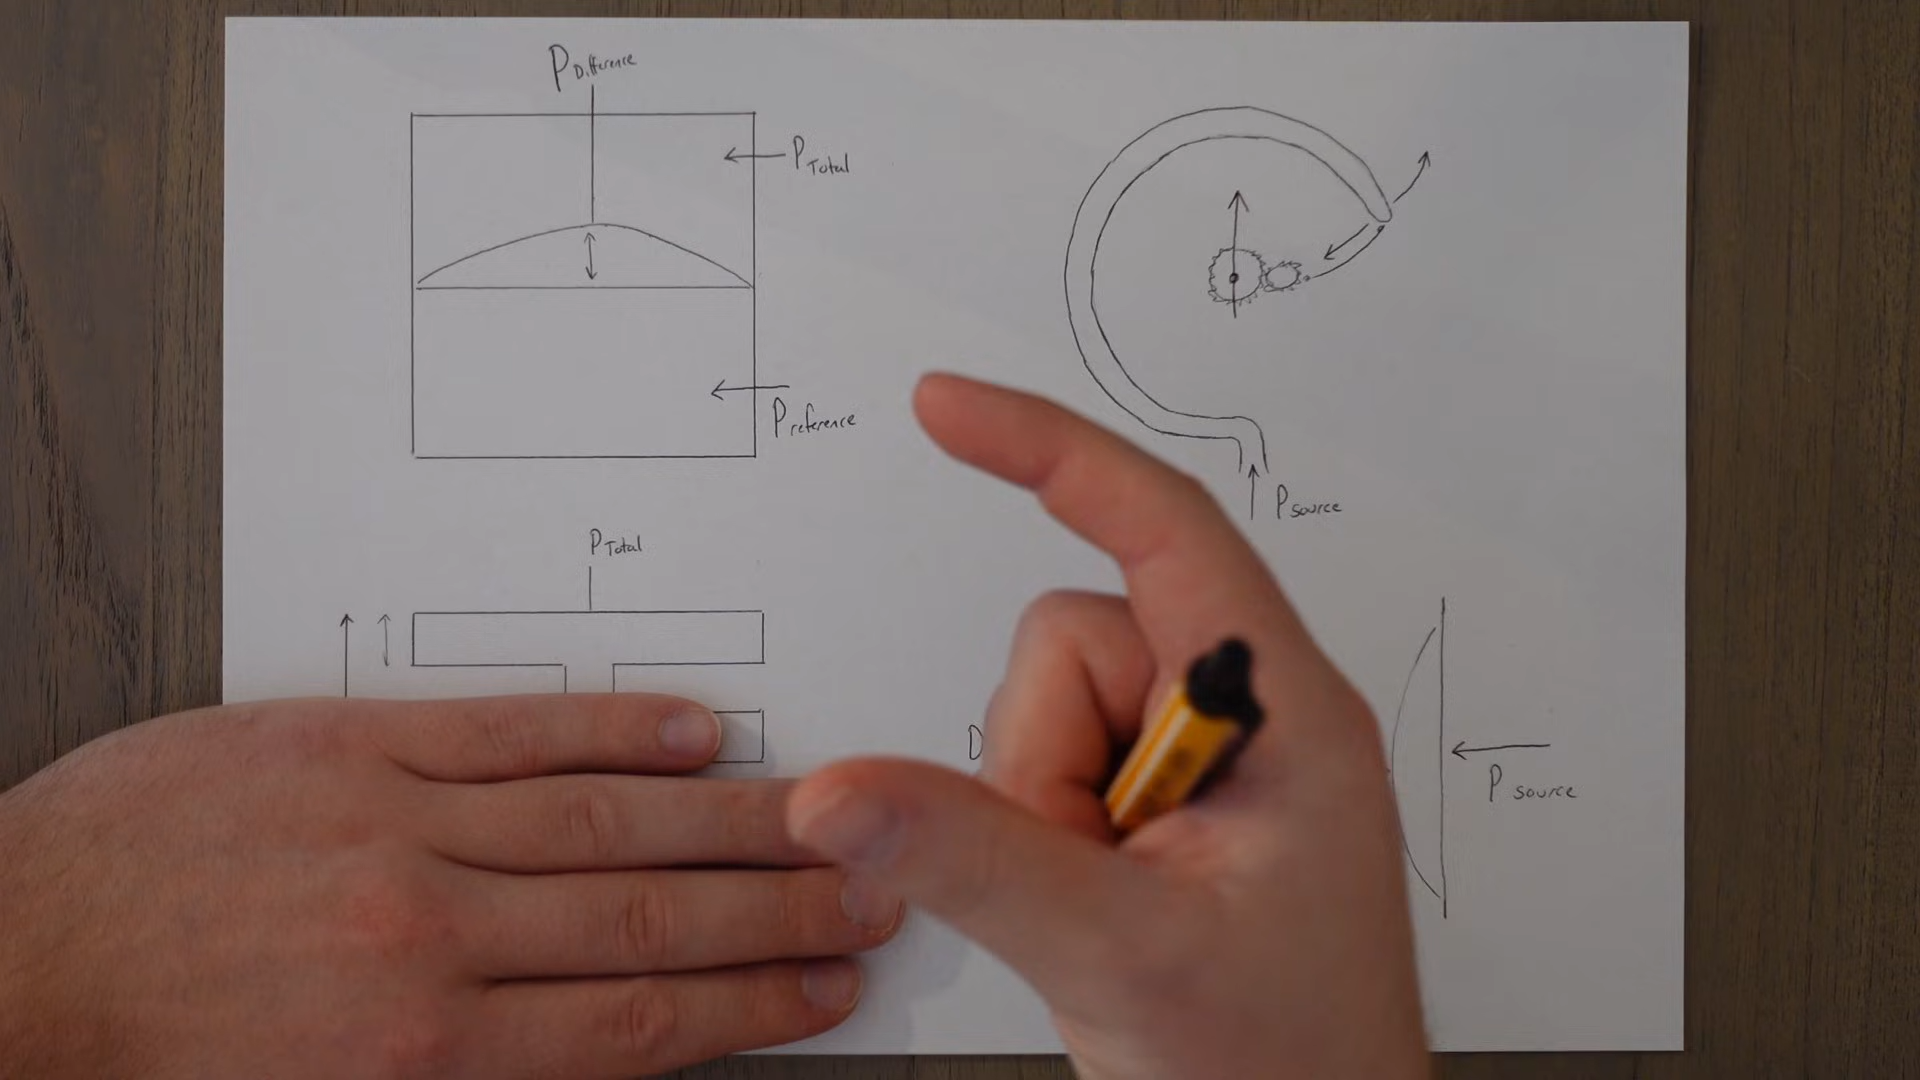 P Difference
P Total
P reference
P source
P Total
D
P source